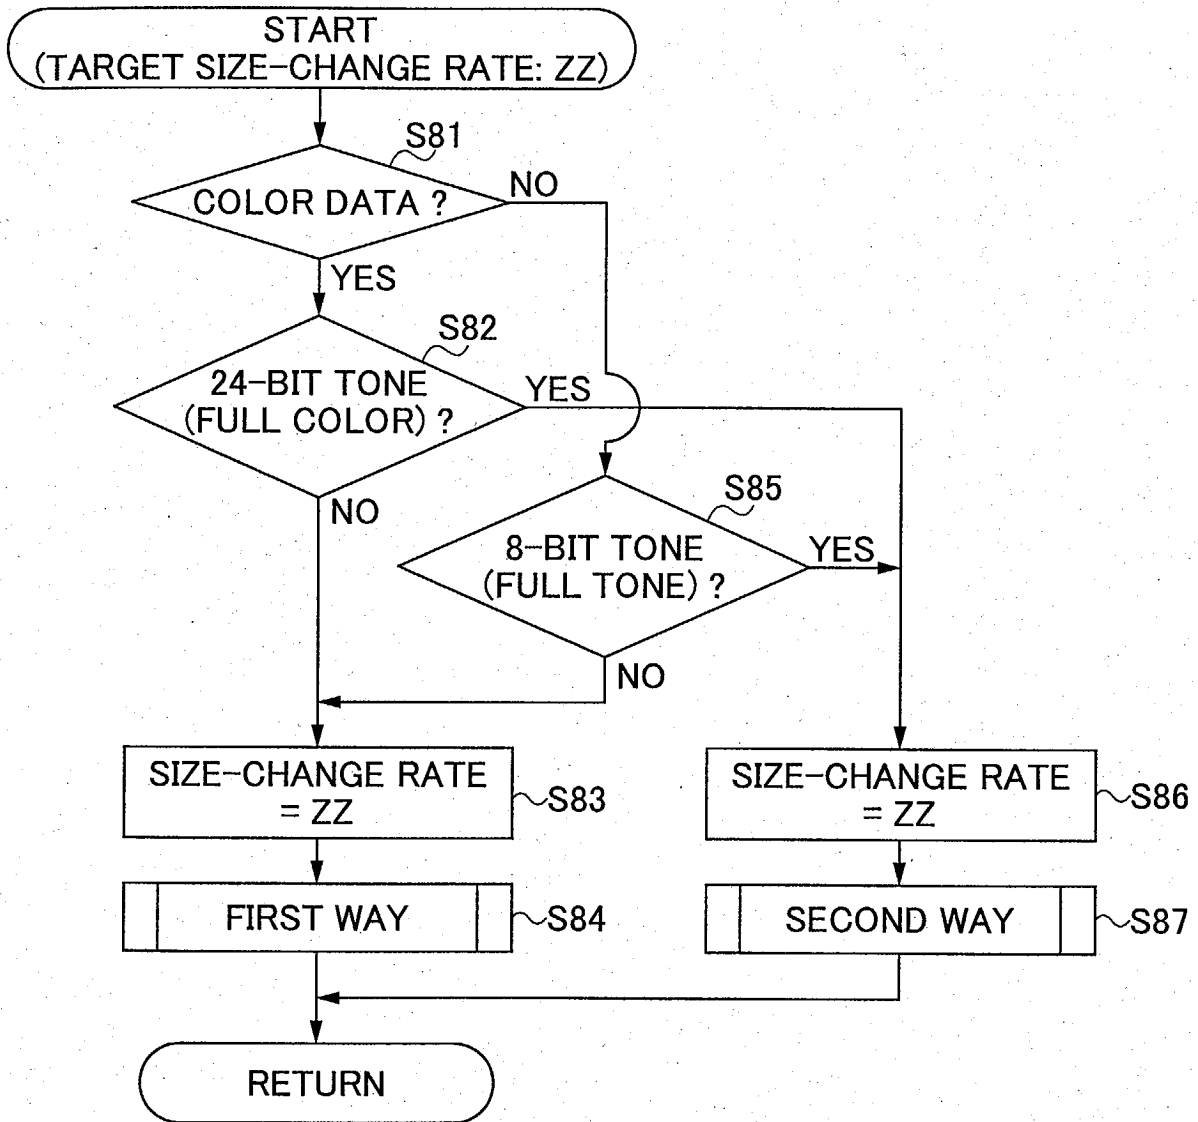 START
(TARGET SIZE-CHANGE RATE: ZZ)
S81
COLOR DATA ?
NO
YES
S82
24-BIT TONE
(FULL COLOR) ?
YES
NO
S85
8-BIT TONE
(FULL TONE) ?
YES
NO
SIZE-CHANGE RATE
= ZZ
S83
SIZE-CHANGE RATE
= ZZ
S86
FIRST WAY
S84
SECOND WAY
S87
RETURN